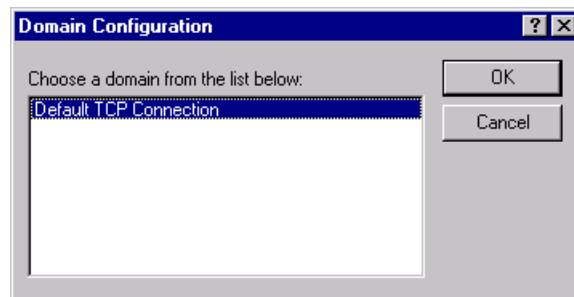 Domain Configuration
Choose a domain from the list below:
Default TCP Connection
OK
Cancel